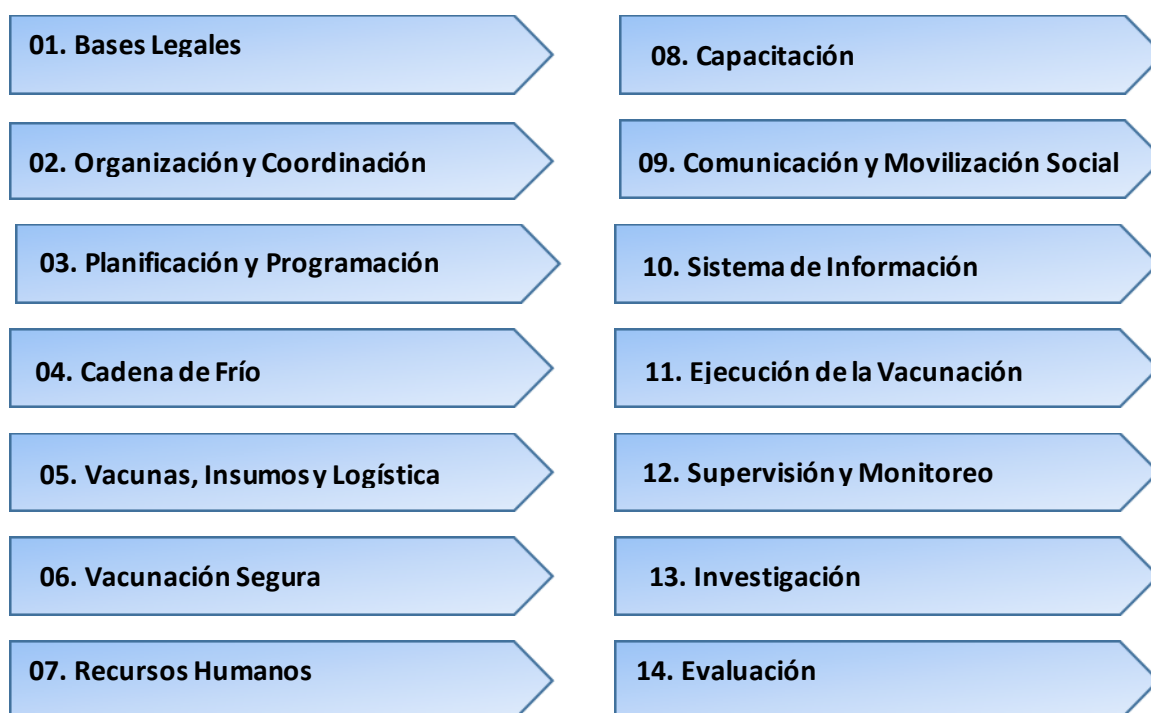 01. Bases Legales
02. Organización y Coordinación
03. Planificación y Programación
04. Cadena de Frío
05. Vacunas, Insumos y Logística
06. Vacunación Segura
07. Recursos Humanos
08. Capacitación
09. Comunicación y Movilización Social
10. Sistema de Información
11. Ejecución de la Vacunación
12. Supervisión y Monitoreo
13. Investigación
14. Evaluación